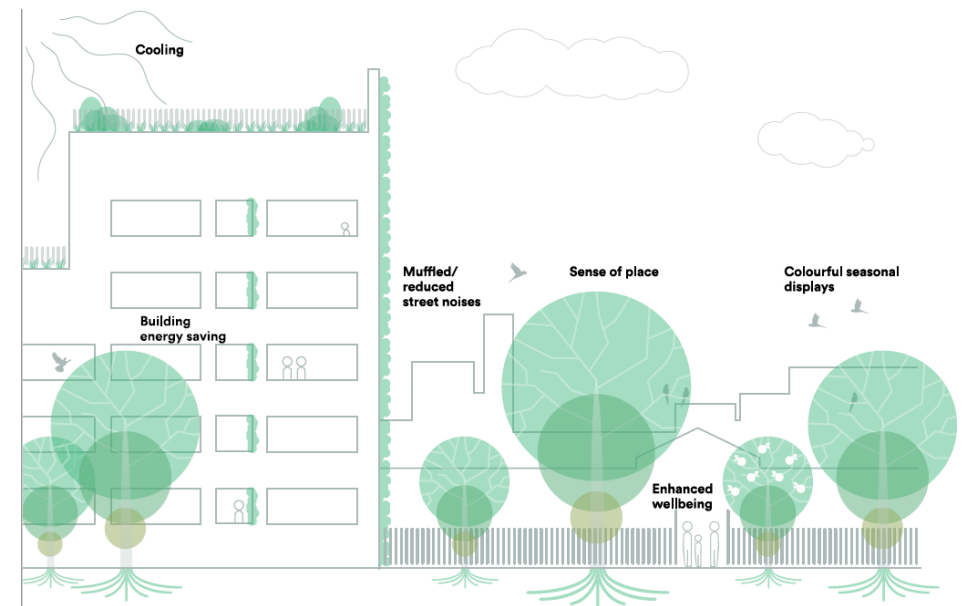 Cooling
Muffled/
reduced
street noises
Sense of place
Colourful seasonal
displays
Building
energy saving
Enhanced
wellbeing